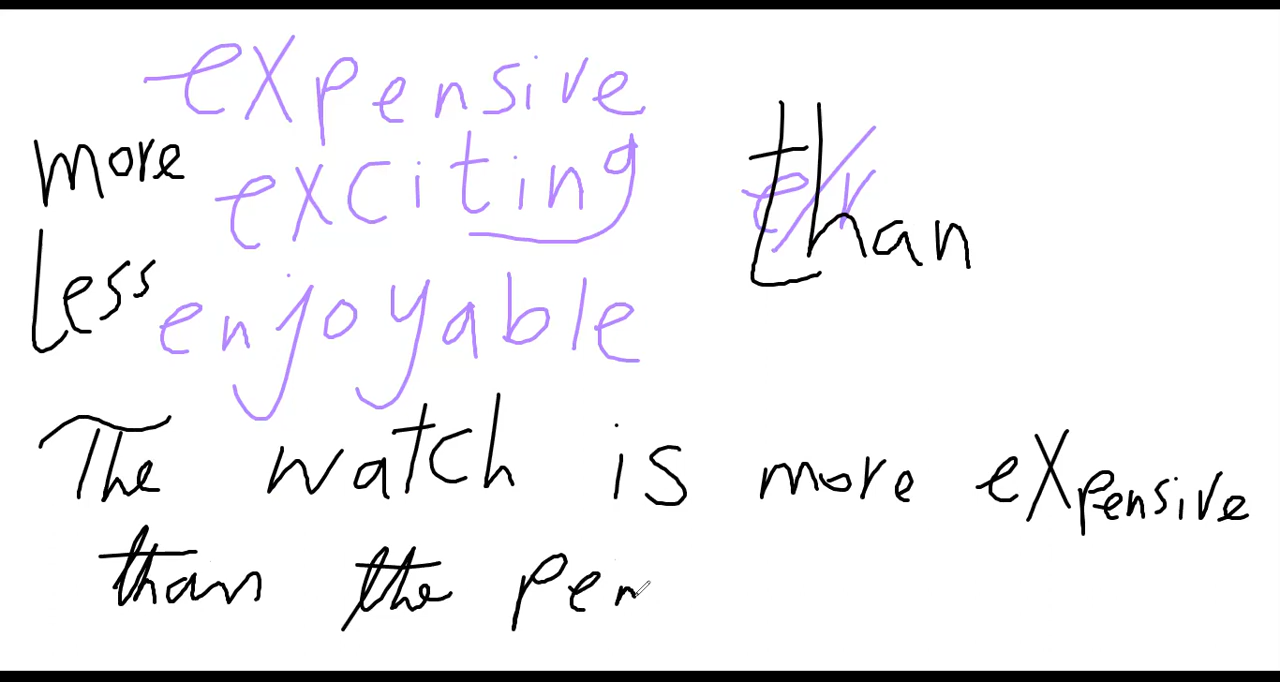 expensive
more exciting than
less enjoyable
The watch is more expensive
than the pen